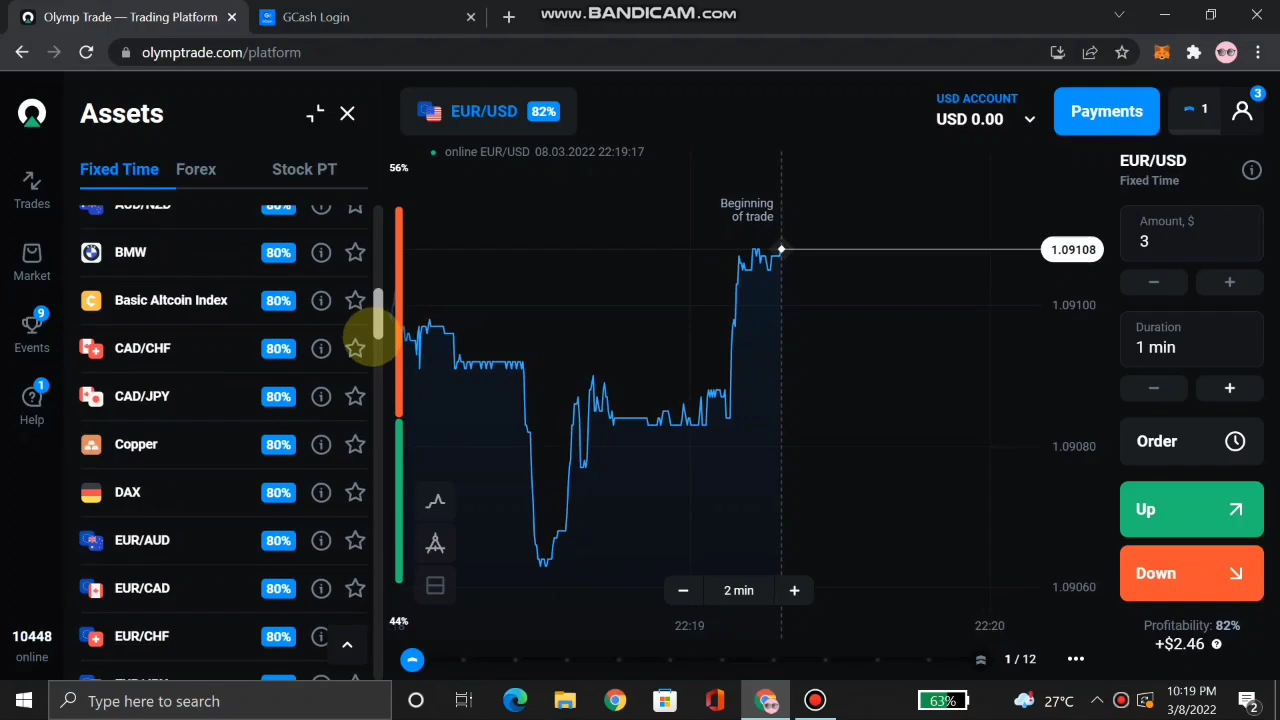 Olymp Trade — Trading Platform
GCash Login
www.BANDICAM.com
olymptrade.com/platform
Assets
Fixed Time
Forex
Stock PT
AUD/NZD 80%
BMW 80%
Basic Altcoin Index 80%
CAD/CHF 80%
CAD/JPY 80%
Copper 80%
DAX 80%
EUR/AUD 80%
EUR/CAD 80%
EUR/CHF 80%
Trades
Market
9
Events
1
Help
10448
online
EUR/USD 82%
online EUR/USD 08.03.2022 22:19:17
56%
44%
Beginning
of trade
1.09108
1.09100
1.09080
1.09060
2 min
22:19
22:20
1 / 12
USD ACCOUNT
USD 0.00
Payments
1
3
EUR/USD
Fixed Time
Amount, $
3
Duration
1 min
Order
Up
Down
Profitability: 82%
+$2.46
Type here to search
63%
27°C
10:19 PM
3/8/2022
2